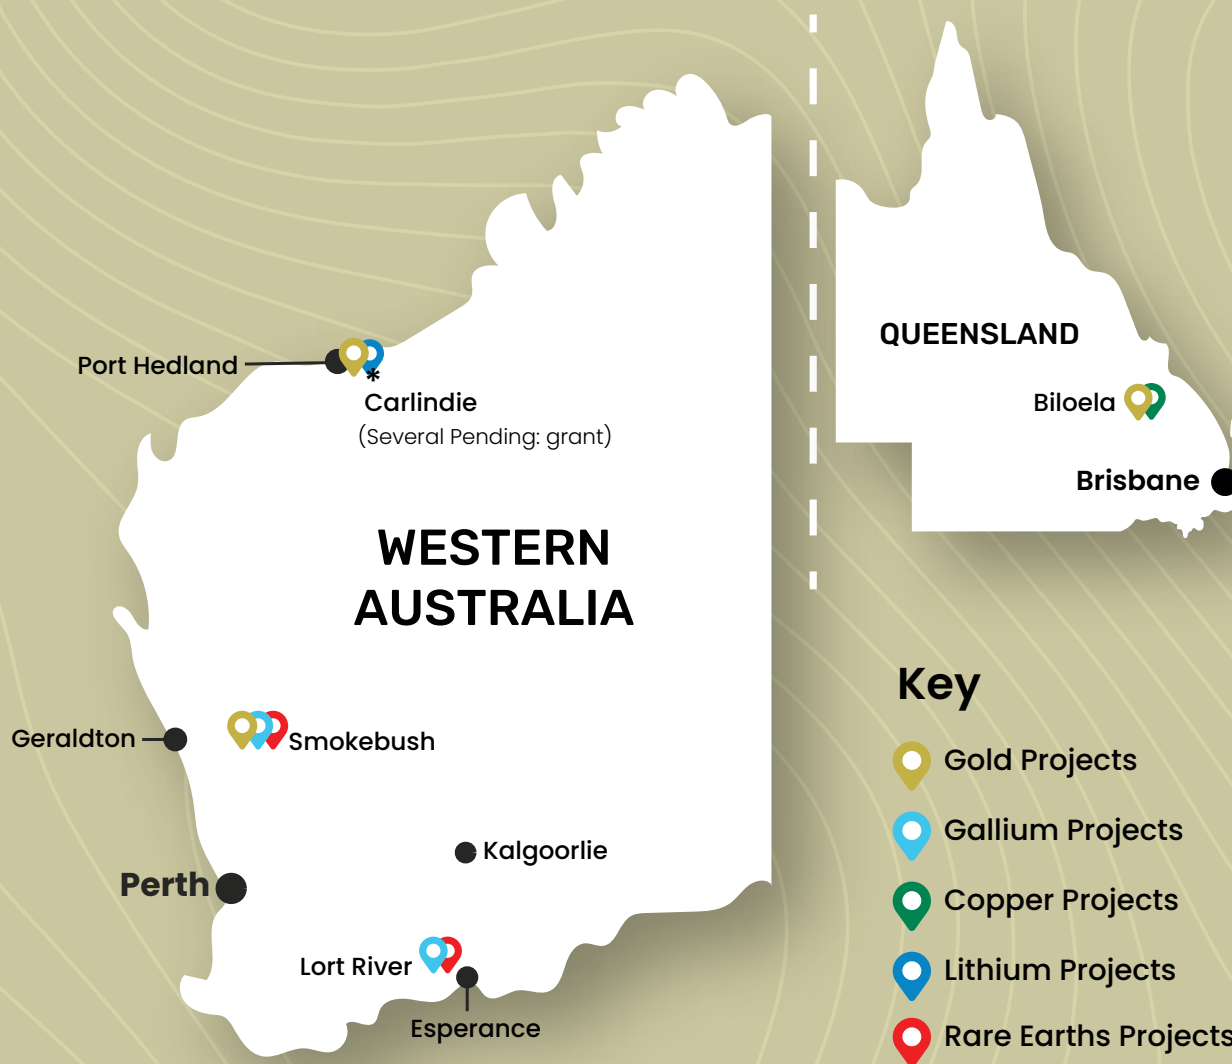 Port Hedland
*
Carlindie
(Several Pending: grant)
WESTERN
AUSTRALIA
Geraldton
Smokebush
Kalgoorlie
Perth
Lort River
Esperance
QUEENSLAND
Biloela
Brisbane
Key
Gold Projects
Gallium Projects
Copper Projects
Lithium Projects
Rare Earths Projects